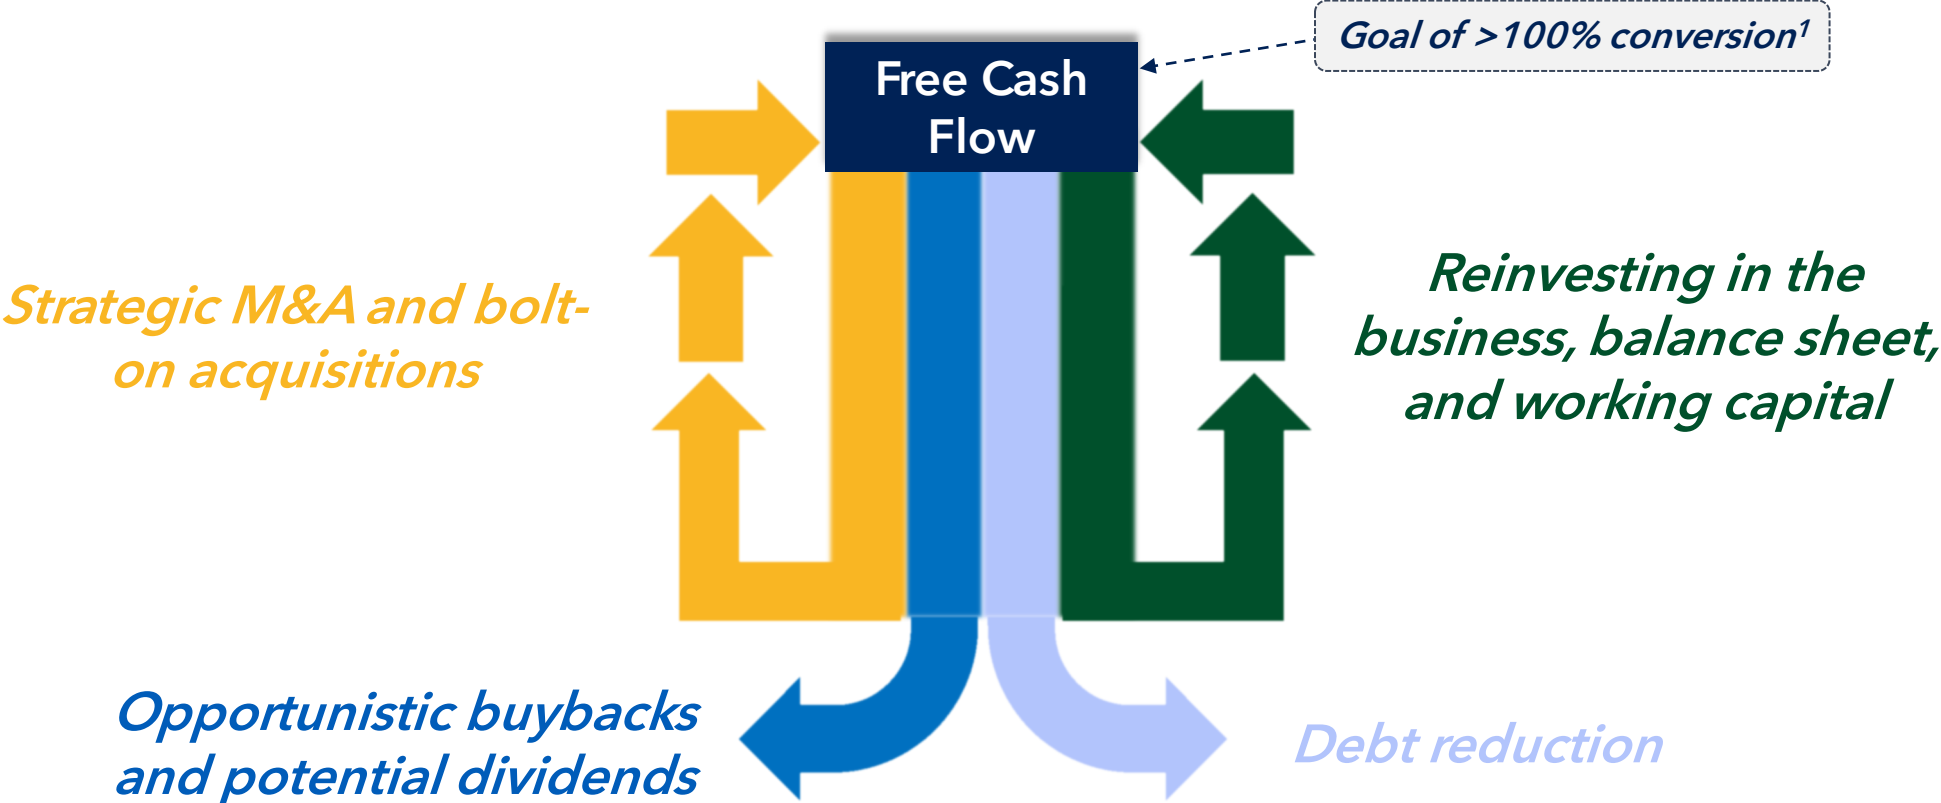 Goal of >100% conversion1
Free Cash
Flow
Strategic M&A and bolt-
on acquisitions
Reinvesting in the
business, balance sheet,
and working capital
Opportunistic buybacks
and potential dividends
Debt reduction